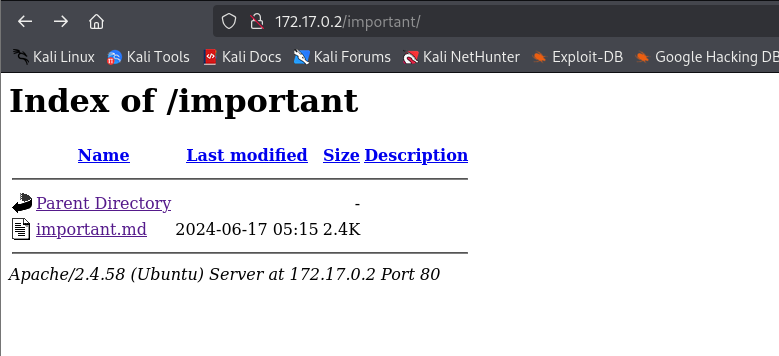 172.17.0.2/important/
Kali Linux Kali Tools Kali Docs Kali Forums Kali NetHunter Exploit-DB Google Hacking DB
Index of /important
Name Last modified Size Description
Parent Directory -
important.md 2024-06-17 05:15 2.4K
Apache/2.4.58 (Ubuntu) Server at 172.17.0.2 Port 80